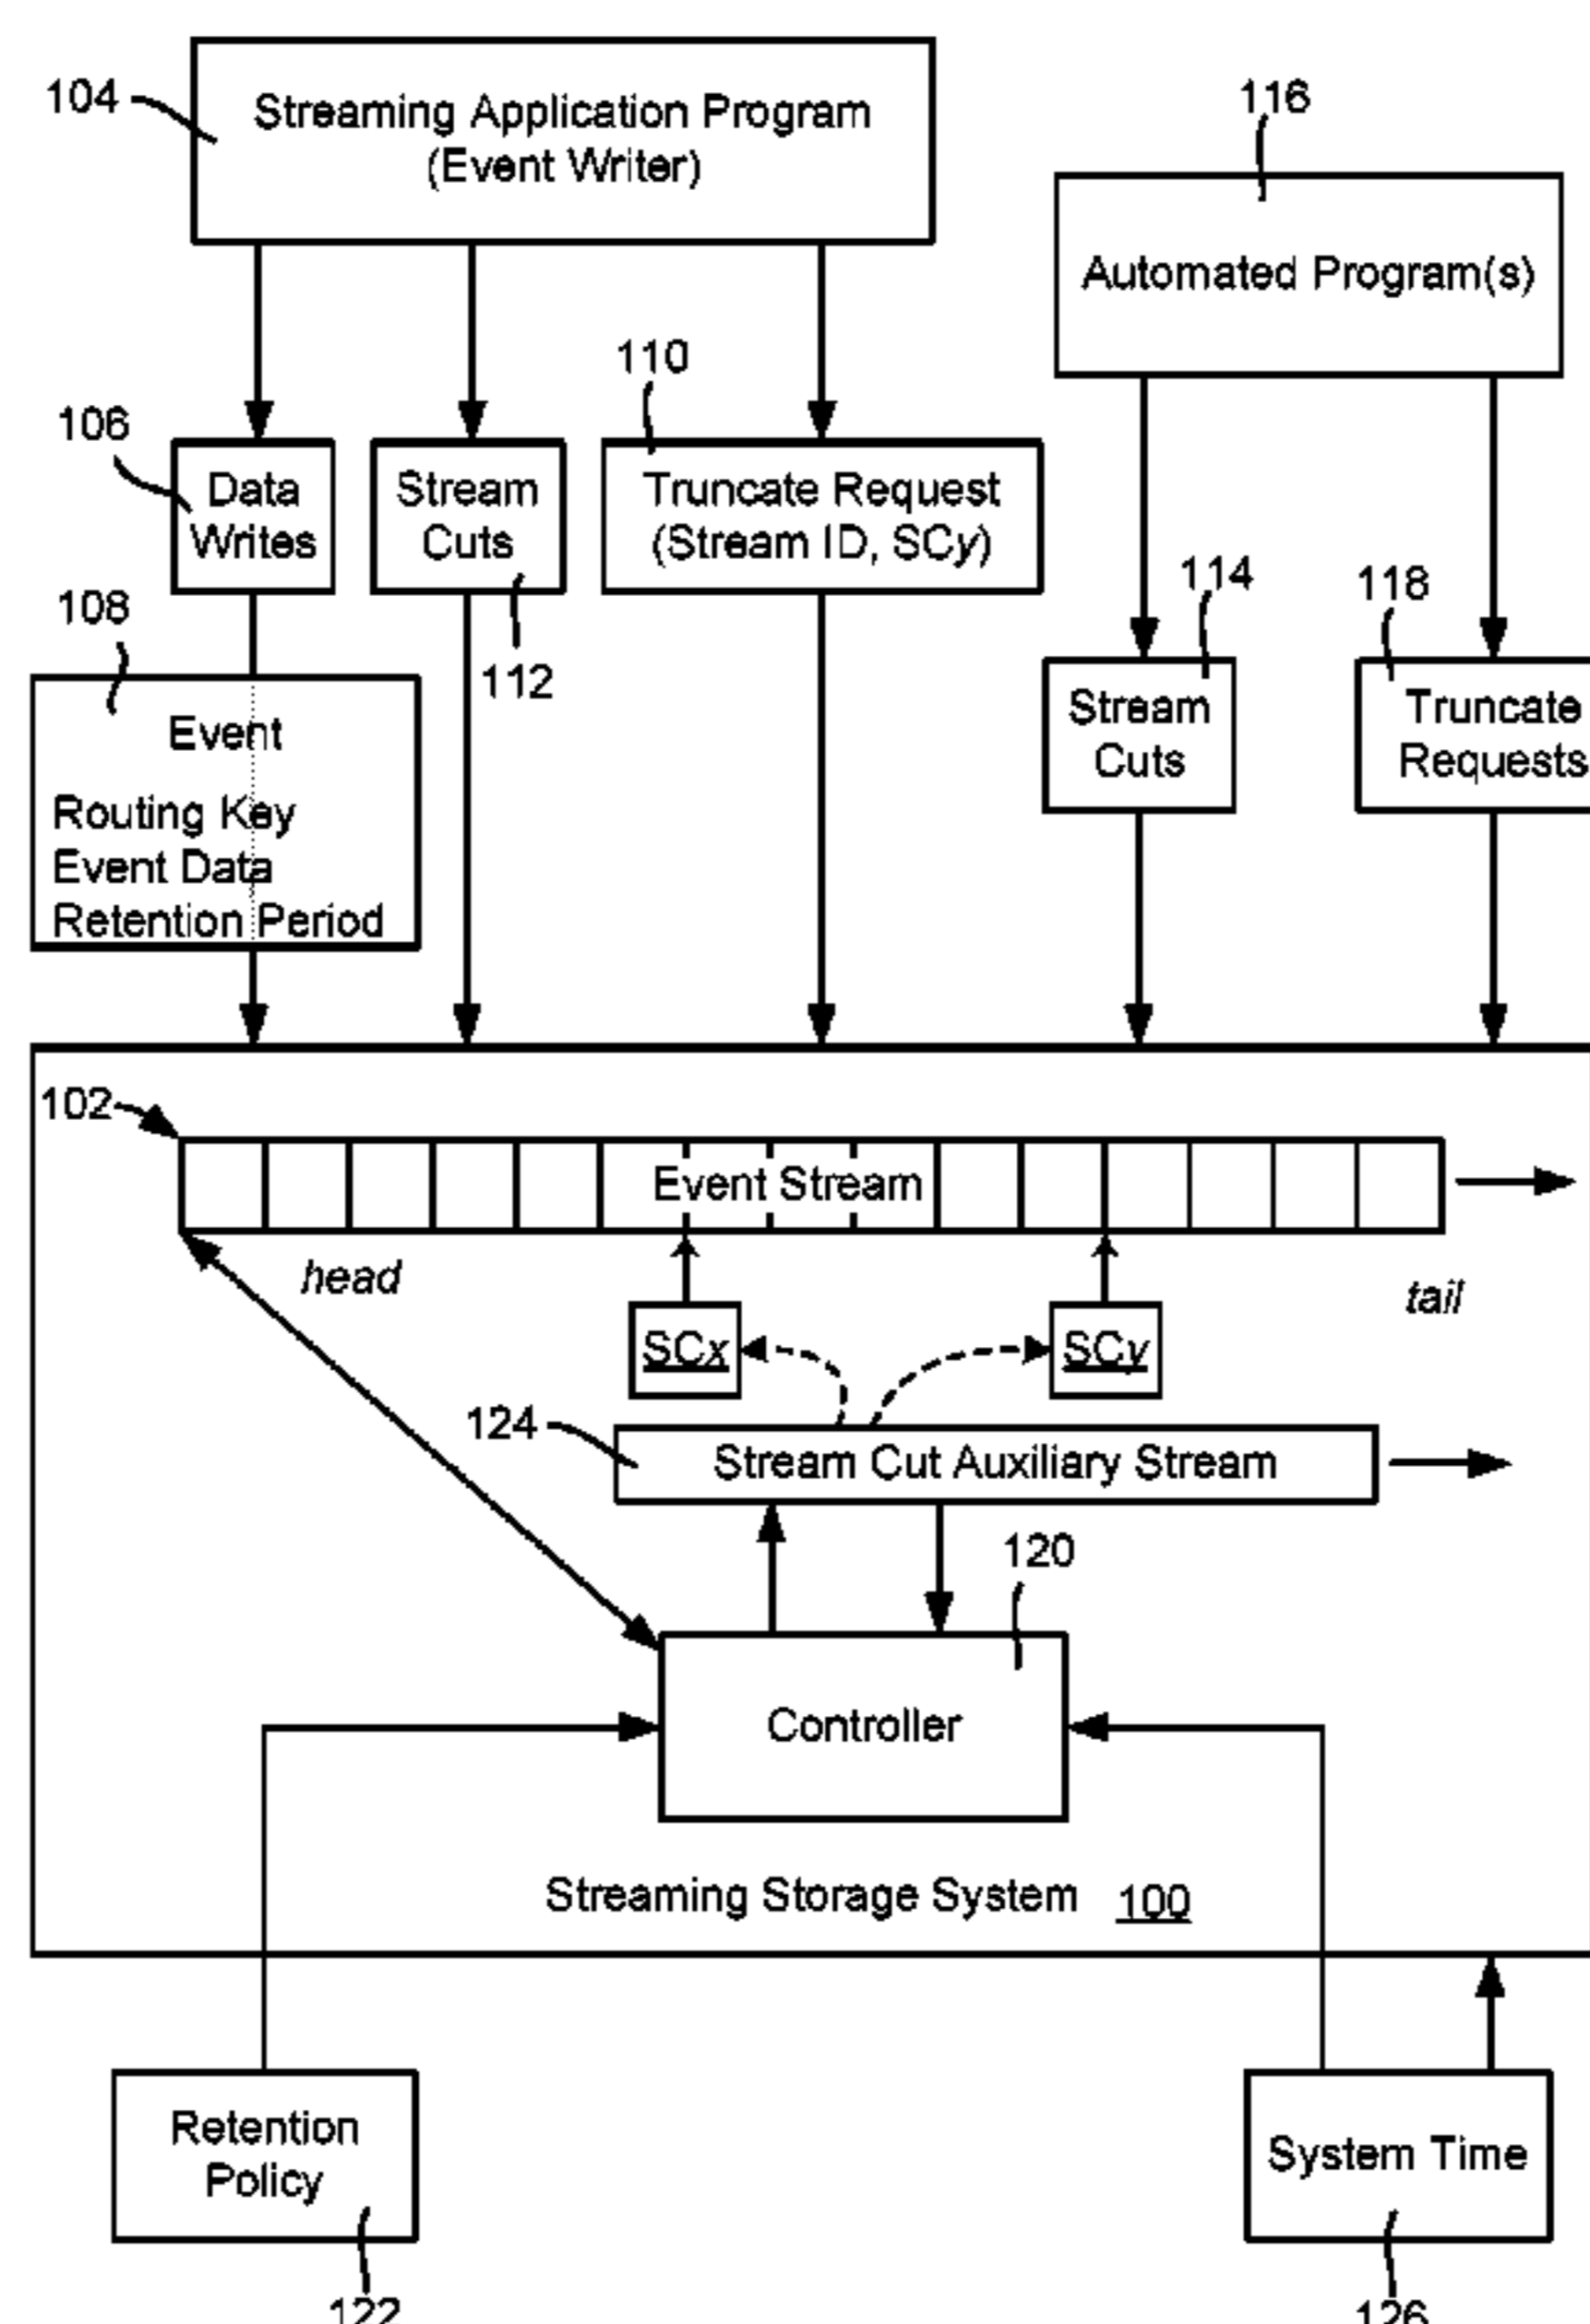 104
Streaming Application Program
(Event Writer)
116
Automated Program(s)
110
106
Data
Writes
Stream
Cuts
Truncate Request
(Stream ID, SCy)
108
112
114
118
Event
Routing Key
Event Data
Retention Period
Stream
Cuts
Truncate
Requests
102
Event Stream
head
tail
SCx
SCy
124
Stream Cut Auxiliary Stream
120
Controller
Streaming Storage System 100
Retention
Policy
System Time
122
126